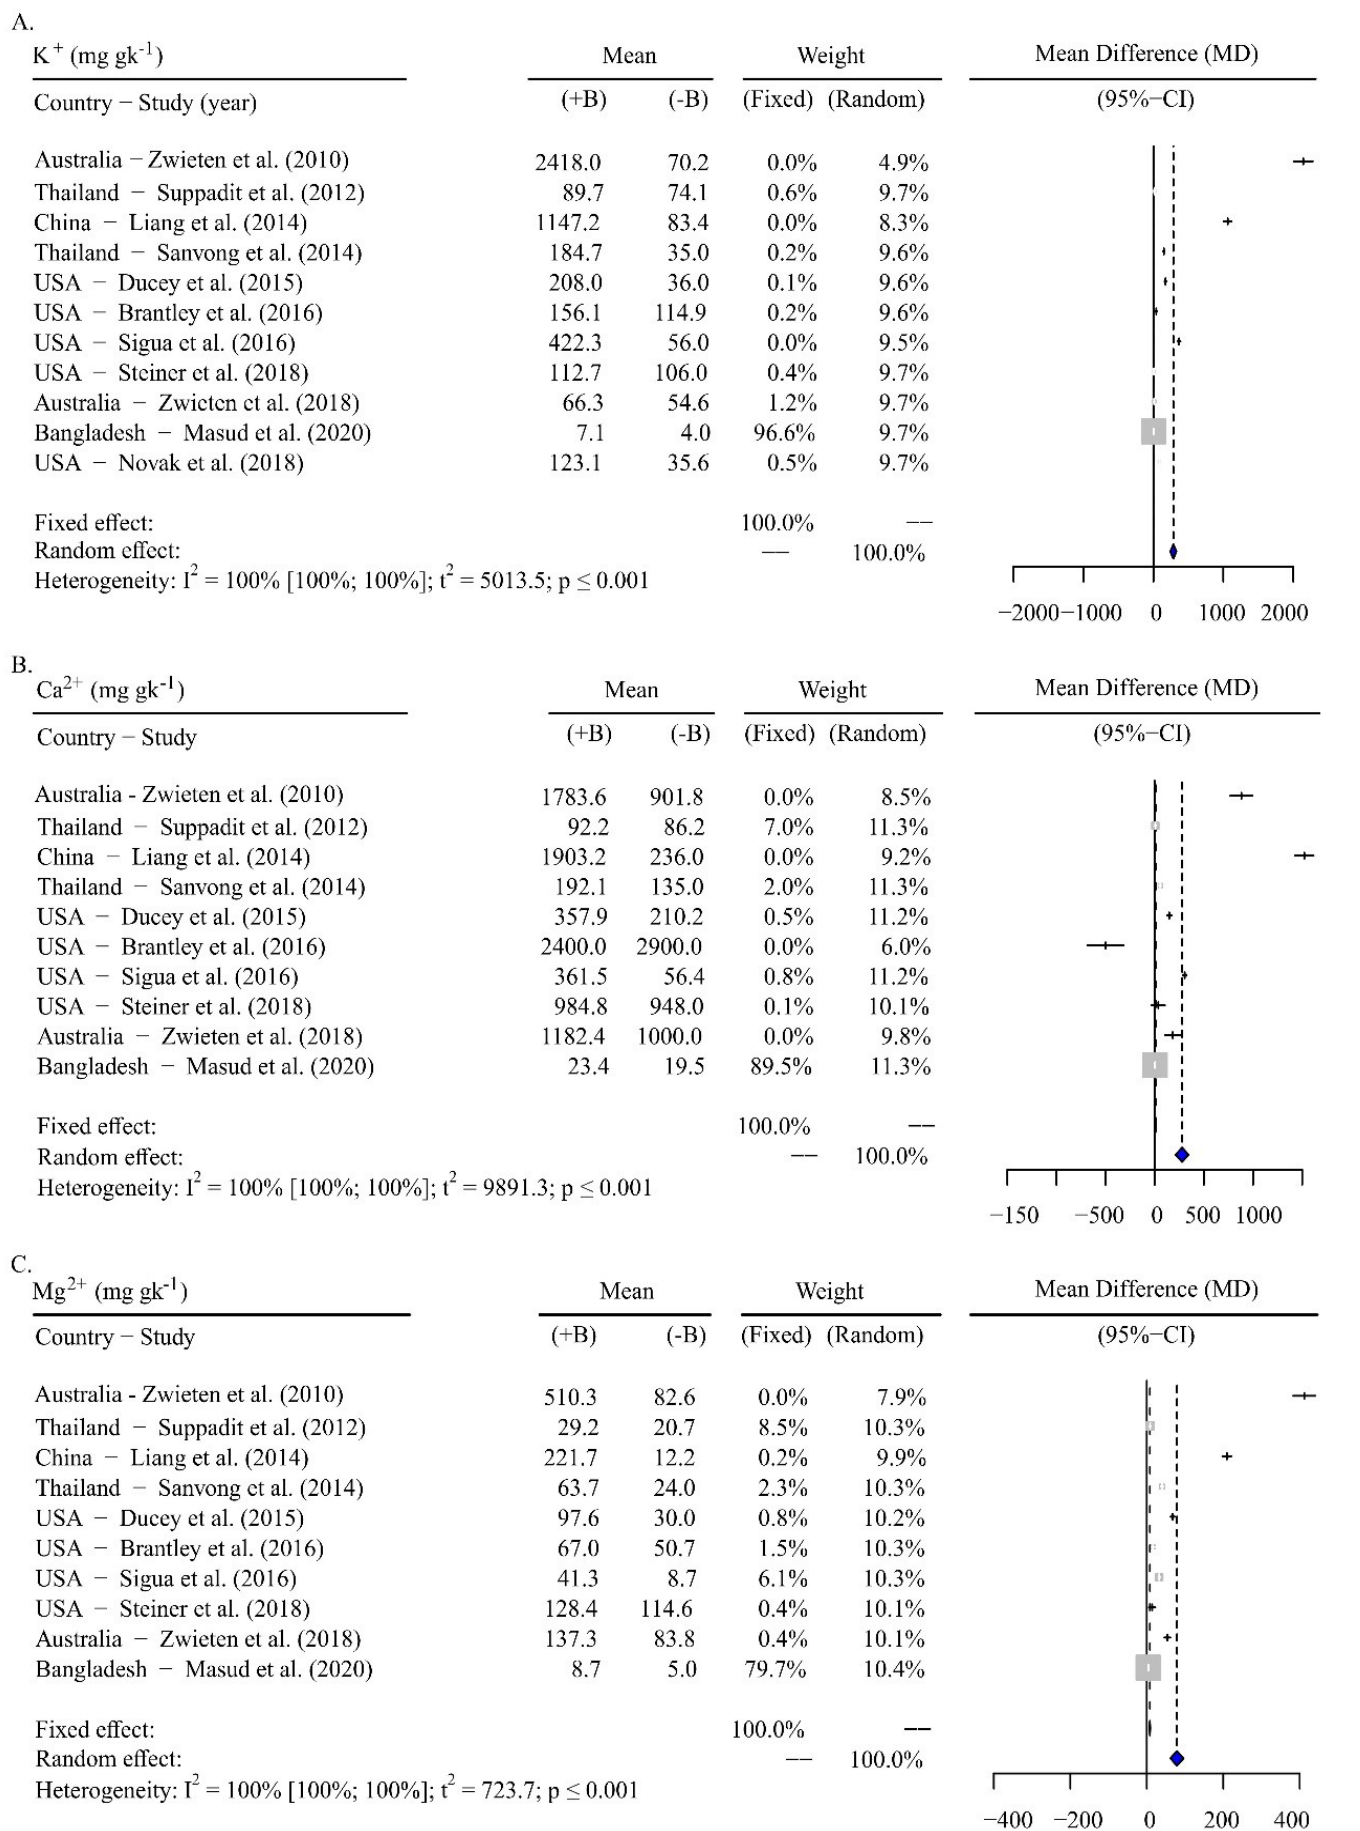 A.
K+ (mg gk-1) Mean Weight Mean Difference (MD)
Country − Study (year) (+B) (-B) (Fixed) (Random) (95%−CI)
Australia − Zwieten et al. (2010) 2418.0 70.2 0.0% 4.9%
Thailand − Suppadit et al. (2012) 89.7 74.1 0.6% 9.7%
China − Liang et al. (2014) 1147.2 83.4 0.0% 8.3%
Thailand − Sanvong et al. (2014) 184.7 35.0 0.2% 9.6%
USA − Ducey et al. (2015) 208.0 36.0 0.1% 9.6%
USA − Brantley et al. (2016) 156.1 114.9 0.2% 9.6%
USA − Sigua et al. (2016) 422.3 56.0 0.0% 9.5%
USA − Steiner et al. (2018) 112.7 106.0 0.4% 9.7%
Australia − Zwieten et al. (2018) 66.3 54.6 1.2% 9.7%
Bangladesh − Masud et al. (2020) 7.1 4.0 96.6% 9.7%
USA − Novak et al. (2018) 123.1 35.6 0.5% 9.7%
Fixed effect: 100.0% −−
Random effect: −− 100.0%
Heterogeneity: I2 = 100% [100%; 100%]; t2 = 5013.5; p ≤ 0.001
−2000 −1000 0 1000 2000
B.
Ca2+ (mg gk-1) Mean Weight Mean Difference (MD)
Country − Study (+B) (-B) (Fixed) (Random) (95%−CI)
Australia - Zwieten et al. (2010) 1783.6 901.8 0.0% 8.5%
Thailand − Suppadit et al. (2012) 92.2 86.2 7.0% 11.3%
China − Liang et al. (2014) 1903.2 236.0 0.0% 9.2%
Thailand − Sanvong et al. (2014) 192.1 135.0 2.0% 11.3%
USA − Ducey et al. (2015) 357.9 210.2 0.5% 11.2%
USA − Brantley et al. (2016) 2400.0 2900.0 0.0% 6.0%
USA − Sigua et al. (2016) 361.5 56.4 0.8% 11.2%
USA − Steiner et al. (2018) 984.8 948.0 0.1% 10.1%
Australia − Zwieten et al. (2018) 1182.4 1000.0 0.0% 9.8%
Bangladesh − Masud et al. (2020) 23.4 19.5 89.5% 11.3%
Fixed effect: 100.0% −−
Random effect: −− 100.0%
Heterogeneity: I2 = 100% [100%; 100%]; t2 = 9891.3; p ≤ 0.001
−150 −500 0 500 1000
C.
Mg2+ (mg gk-1) Mean Weight Mean Difference (MD)
Country − Study (+B) (-B) (Fixed) (Random) (95%−CI)
Australia - Zwieten et al. (2010) 510.3 82.6 0.0% 7.9%
Thailand − Suppadit et al. (2012) 29.2 20.7 8.5% 10.3%
China − Liang et al. (2014) 221.7 12.2 0.2% 9.9%
Thailand − Sanvong et al. (2014) 63.7 24.0 2.3% 10.3%
USA − Ducey et al. (2015) 97.6 30.0 0.8% 10.2%
USA − Brantley et al. (2016) 67.0 50.7 1.5% 10.3%
USA − Sigua et al. (2016) 41.3 8.7 6.1% 10.3%
USA − Steiner et al. (2018) 128.4 114.6 0.4% 10.1%
Australia − Zwieten et al. (2018) 137.3 83.8 0.4% 10.1%
Bangladesh − Masud et al. (2020) 8.7 5.0 79.7% 10.4%
Fixed effect: 100.0% −−
Random effect: −− 100.0%
Heterogeneity: I2 = 100% [100%; 100%]; t2 = 723.7; p ≤ 0.001
−400 −200 0 200 400